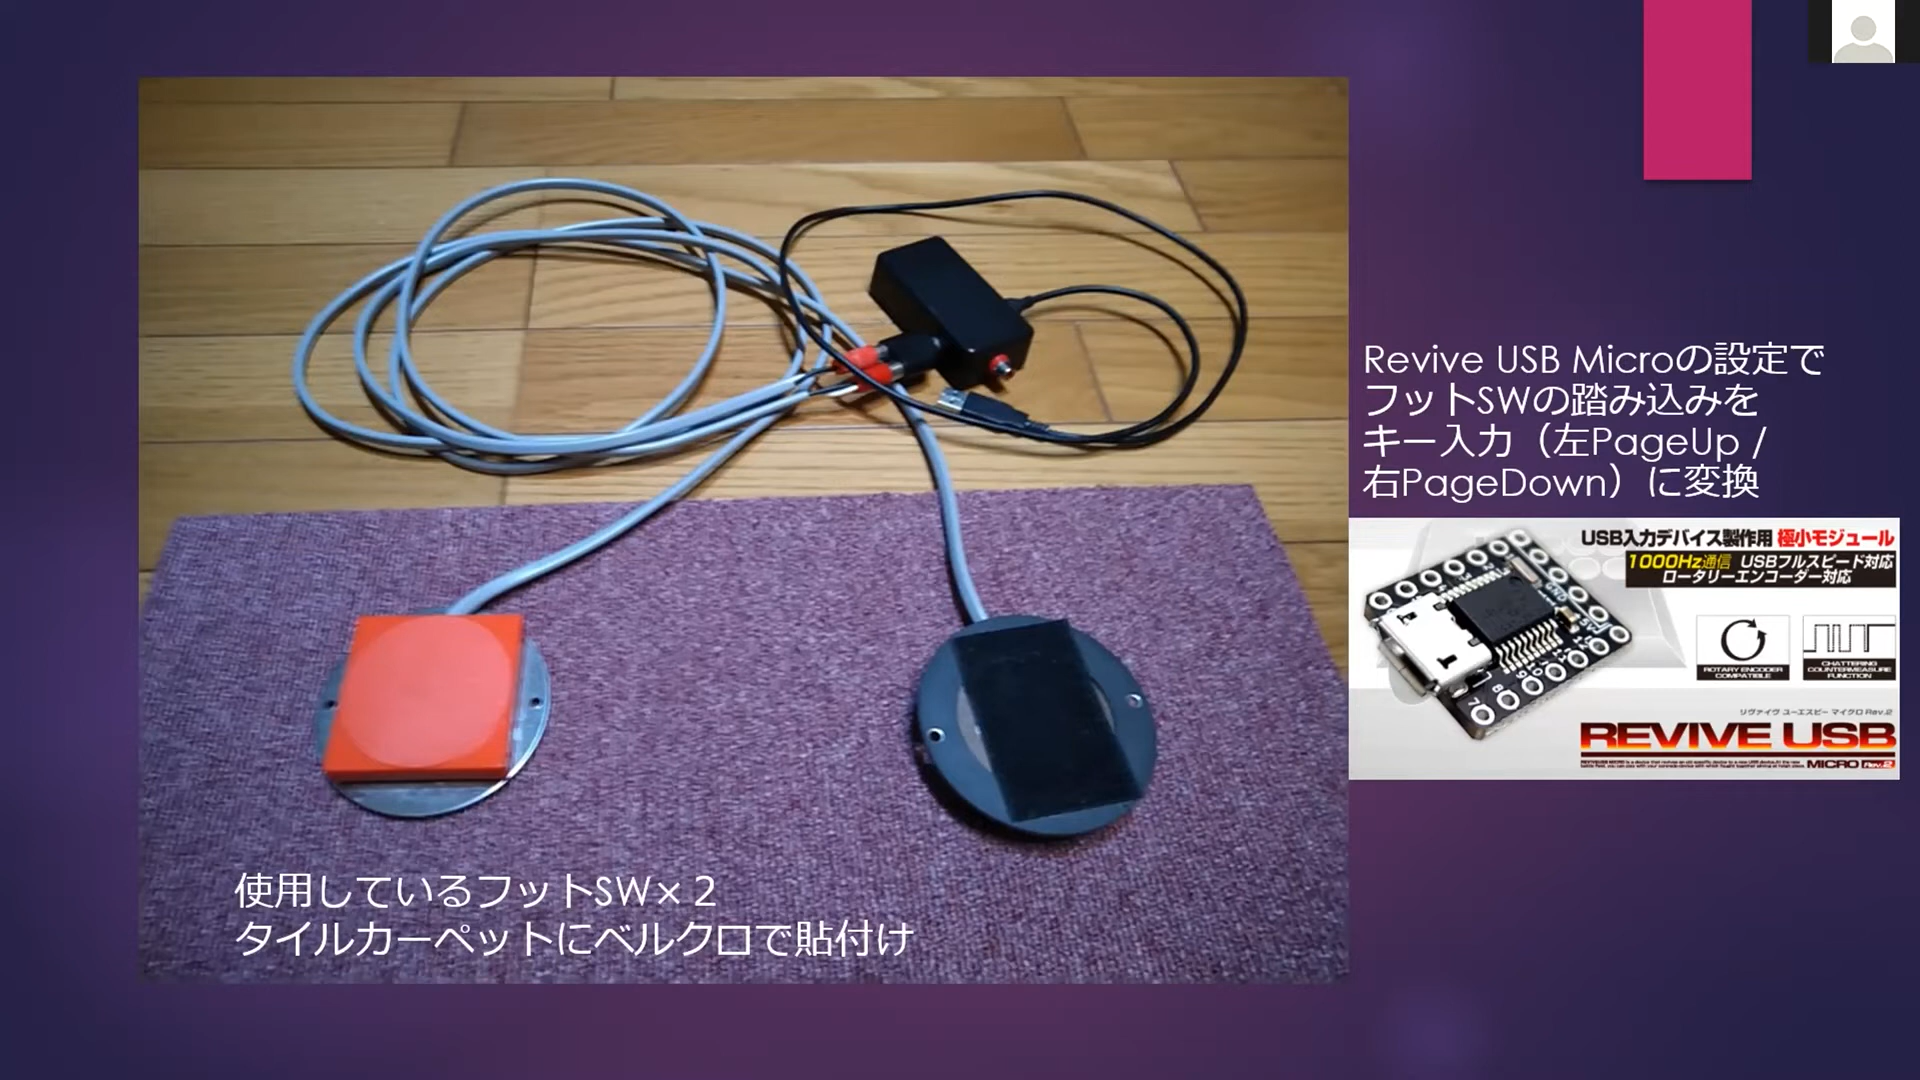 Revive USB Microの設定で
フットSWの踏み込みを
キー入力（左PageUp /
右PageDown）に変換
USB入力デバイス製作用 極小モジュール
1000Hz通信 USBフルスピード対応
ロータリーエンコーダー対応
ROTARY ENCODER
COMPATIBLE
CHATTERING
COUNTERMEASURE
FUNCTION
GND
5V
7
8
9
10
11
リヴァイヴ ユーエスビー マイクロ Rev.2
REVIVE USB
MICRO Rev.2
使用しているフットSW×２
タイルカーペットにベルクロで貼付け